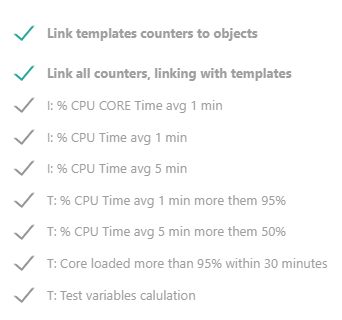 Link templates counters to objects
Link all counters, linking with templates
I: % CPU CORE Time avg 1 min
I: % CPU Time avg 1 min
I: % CPU Time avg 5 min
T: % CPU Time avg 1 min more them 95%
T: % CPU Time avg 5 min more them 50%
T: Core loaded more than 95% within 30 minutes
T: Test variables calulation